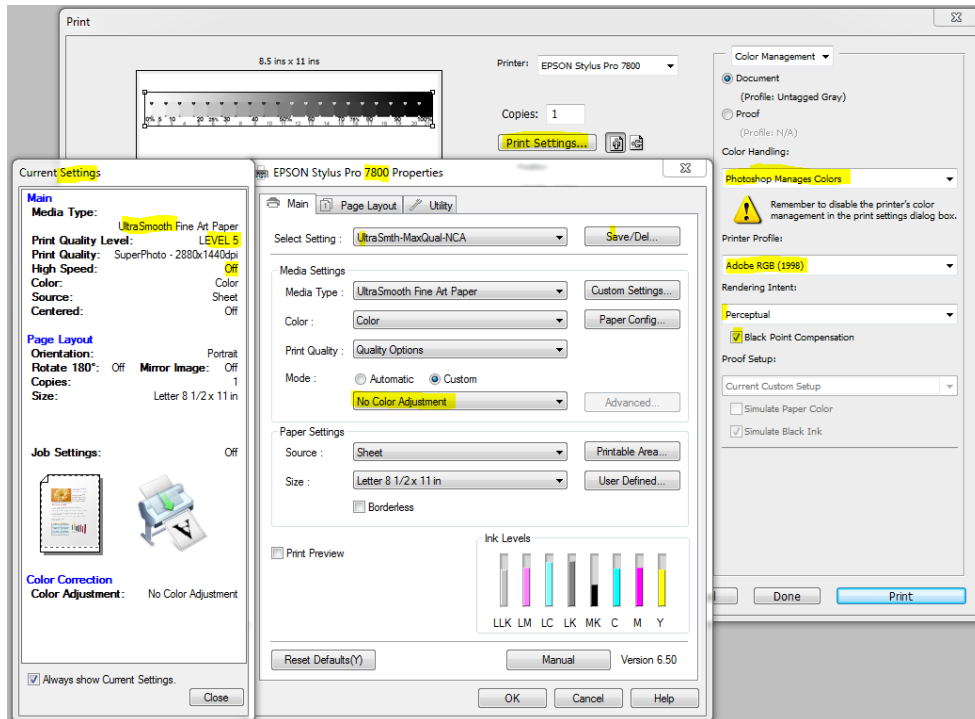 Print
8.5 ins x 11 ins
Printer: EPSON Stylus Pro 7800
Copies: 1
Print Settings...
Color Management
Document
(Profile: Untagged Gray)
Proof
(Profile: N/A)
Color Handling:
Photoshop Manages Colors
Remember to disable the printer's color
management in the print settings dialog box.
Printer Profile:
Adobe RGB (1998)
Rendering Intent:
Perceptual
Black Point Compensation
Proof Setup:
Current Custom Setup
Simulate Paper Color
Simulate Black Ink
Done Print
Current Settings
Main
Media Type:
UltraSmooth Fine Art Paper
Print Quality Level: LEVEL 5
Print Quality: SuperPhoto - 2880x1440dpi
High Speed: Off
Color: Color
Source: Sheet
Centered: Off
Page Layout
Orientation: Portrait
Rotate 180°: Off Mirror Image: Off
Copies: 1
Size: Letter 8 1/2 x 11 in
Job Settings: Off
A
Color Correction
Color Adjustment: No Color Adjustment
Always show Current Settings.
Close
EPSON Stylus Pro 7800 Properties
Main Page Layout Utility
Select Setting : UltraSmth-MaxQual-NCA Save/Del...
Media Settings
Media Type : UltraSmooth Fine Art Paper Custom Settings...
Color : Color Paper Config...
Print Quality : Quality Options
Mode : Automatic Custom
No Color Adjustment Advanced...
Paper Settings
Source : Sheet Printable Area...
Size : Letter 8 1/2 x 11 in User Defined...
Borderless
Print Preview
Ink Levels
LLK LM LC LK MK C M Y
Reset Defaults(Y) Manual Version 6.50
OK Cancel Help